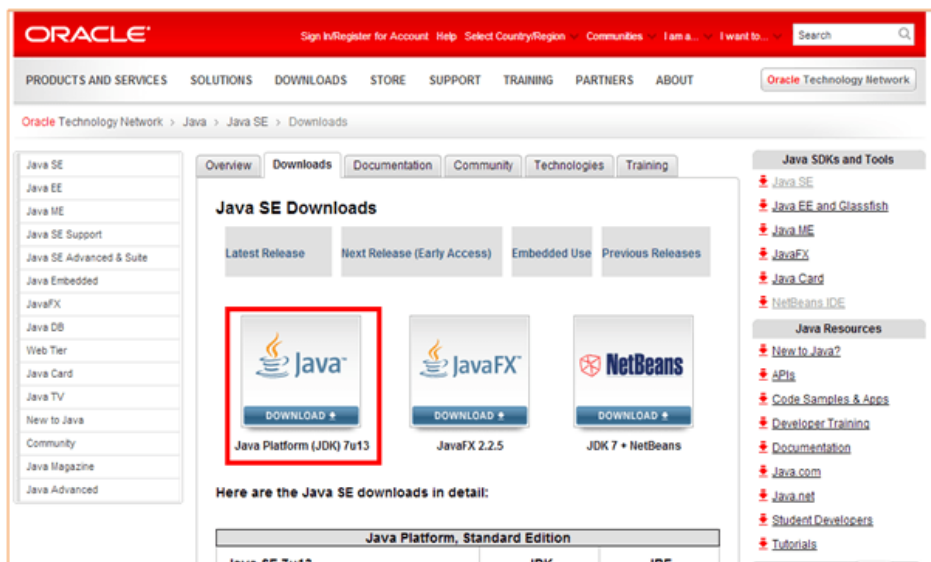 ORACLE
Sign In/Register for Account Help Select Country/Region Communities I am a... I want to... Search
PRODUCTS AND SERVICES SOLUTIONS DOWNLOADS STORE SUPPORT TRAINING PARTNERS ABOUT Oracle Technology Network
Oracle Technology Network > Java > Java SE > Downloads
Java SE
Java EE
Java ME
Java SE Support
Java SE Advanced & Suite
Java Embedded
JavaFX
Java DB
Web Tier
Java Card
Java TV
New to Java
Community
Java Magazine
Java Advanced
Overview Downloads Documentation Community Technologies Training
Java SE Downloads
Latest Release Next Release (Early Access) Embedded Use Previous Releases
Java JavaFX NetBeans
DOWNLOAD DOWNLOAD DOWNLOAD
Java Platform (JDK) 7u13 JavaFX 2.2.5 JDK 7 + NetBeans
Here are the Java SE downloads in detail:
Java Platform, Standard Edition
Java SE 7u13 JDK JRE
Java SDKs and Tools
Java SE
Java EE and Glassfish
Java ME
JavaFX
Java Card
NetBeans IDE
Java Resources
New to Java?
APIs
Code Samples & Apps
Developer Training
Documentation
Java.com
Java.net
Student Developers
Tutorials